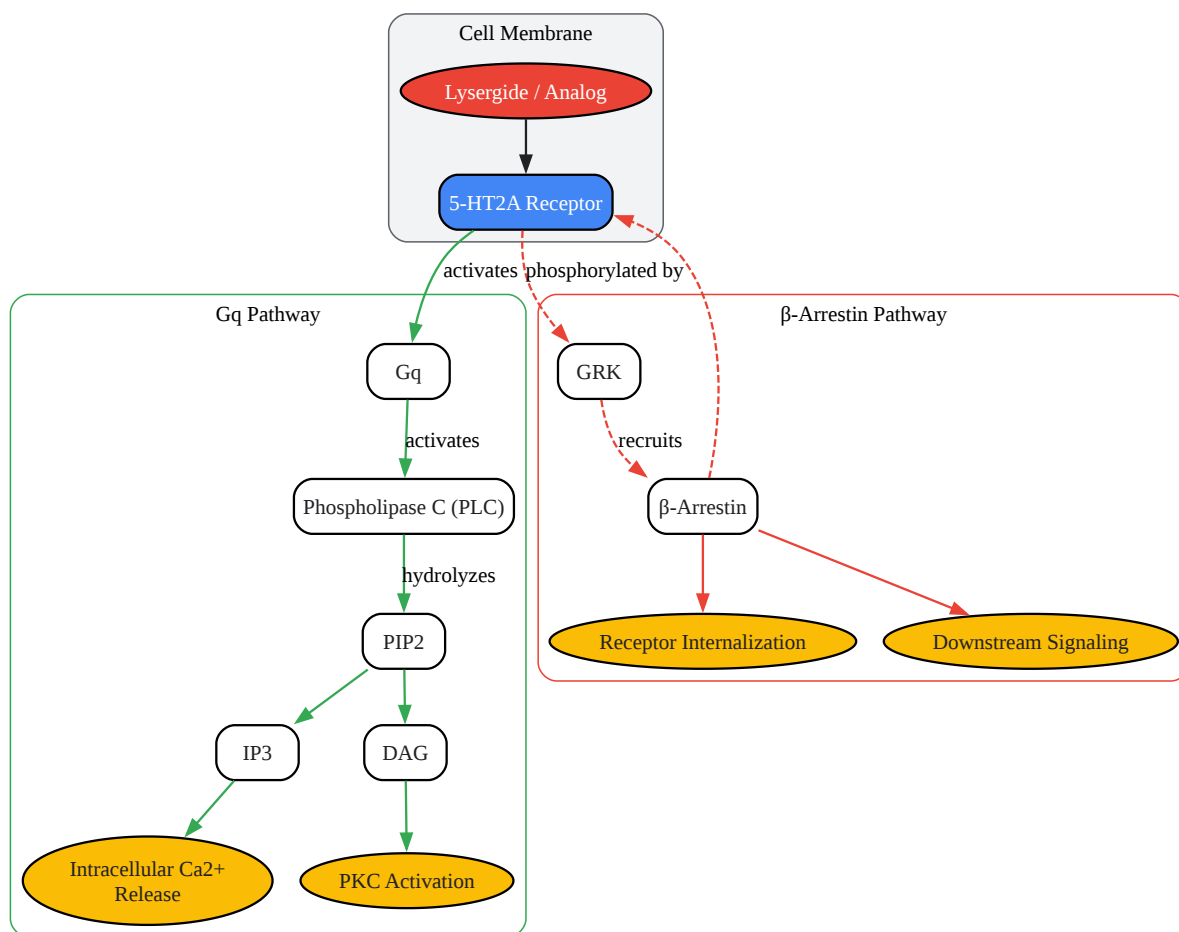 Cell Membrane
Lysergide / Analog
5-HT2A Receptor
activates
phosphorylated by
Gq Pathway
β-Arrestin Pathway
Gq
GRK
activates
recruits
Phospholipase C (PLC)
β-Arrestin
hydrolyzes
PIP2
Receptor Internalization
Downstream Signaling
IP3
DAG
Intracellular Ca2+
Release
PKC Activation